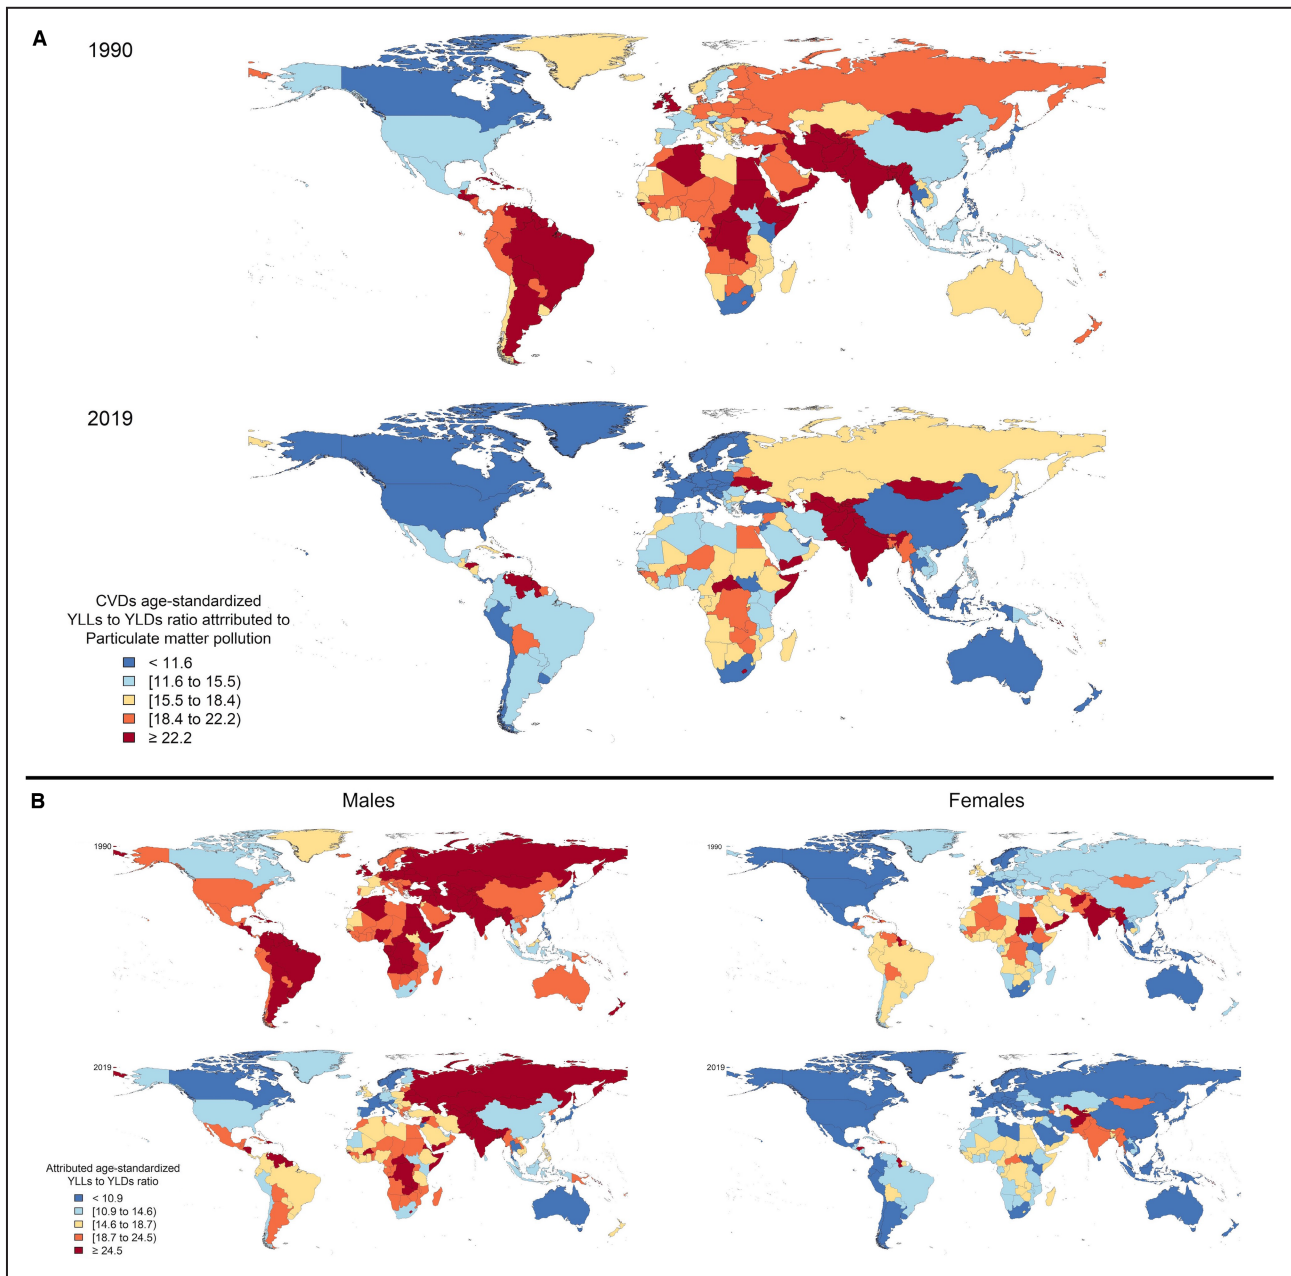 A
1990
2019
CVDs age-standardized
YLLs to YLDs ratio attrributed to
Particulate matter pollution
< 11.6
[11.6 to 15.5)
[15.5 to 18.4)
[18.4 to 22.2)
≥ 22.2
B
Males
Females
1990
1990
2019
2019
Attributed age-standardized
YLLs to YLDs ratio
< 10.9
[10.9 to 14.6)
[14.6 to 18.7)
[18.7 to 24.5)
≥ 24.5